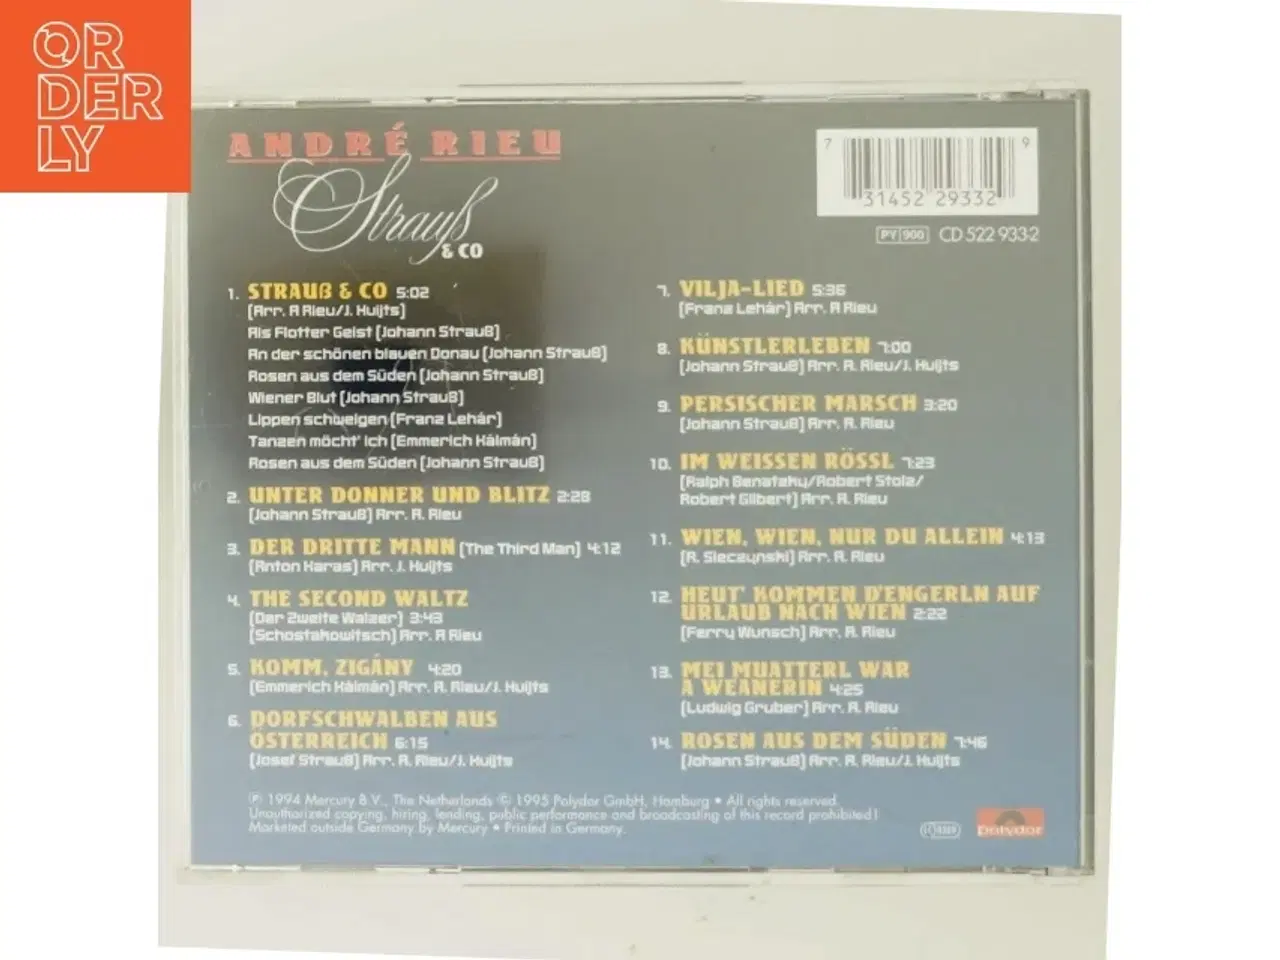 ORDERLY
ANDRÉ RIEU
Strauß
& CO
7 31452 29332 9
PY 900 CD 522 933-2
1. STRAUß & CO 5:02
(Arr. A Rieu/J. Huijts)
Als Flotter Geist (Johann Strauß)
An der schönen blauen Donau (Johann Strauß)
Rosen aus dem Süden (Johann Strauß)
Wiener Blut (Johann Strauß)
Lippen schweigen (Franz Lehár)
Tanzen möcht' ich (Emmerich Kálmán)
Rosen aus dem Süden (Johann Strauß)
2. UNTER DONNER UND BLITZ 2:28
(Johann Strauß) Arr. A. Rieu
3. DER DRITTE MANN (The Third Man) 4:12
(Anton Karas) Arr. J. Huijts
4. THE SECOND WALTZ
(Der Zweite Walzer) 3:43
(Schostakowitsch) Arr. A Rieu
5. KOMM, ZIGÁNY 4:20
(Emmerich Kálmán) Arr. A. Rieu/J. Huijts
6. DORFSCHWALBEN AUS
ÖSTERREICH 6:15
(Josef Strauß) Arr. A. Rieu/J. Huijts
7. VILJA-LIED 5:36
(Franz Lehár) Arr. A Rieu
8. KÜNSTLERLEBEN 7:00
(Johann Strauß) Arr. A. Rieu/J. Huijts
9. PERSISCHER MARSCH 3:20
(Johann Strauß) Arr. A. Rieu
10. IM WEISSEN RÖSSL 7:23
(Ralph Benatzky/Robert Stolz/
Robert Gilbert) Arr. A. Rieu
11. WIEN, WIEN, NUR DU ALLEIN 4:13
(R. Sieczynski) Arr. A. Rieu
12. HEUT' KOMMEN D'ENGERLN AUF
URLAUB NACH WIEN 2:22
(Ferry Wunsch) Arr. A. Rieu
13. MEI MUATTERL WAR
A WEANERIN 4:25
(Ludwig Gruber) Arr. A. Rieu
14. ROSEN AUS DEM SÜDEN 7:46
(Johann Strauß) Arr. A. Rieu/J. Huijts
℗ 1994 Mercury B.V., The Netherlands © 1995 Polydor GmbH, Hamburg • All rights reserved.
Unauthorized copying, hiring, lending, public performance and broadcasting of this record prohibited!
Marketed outside Germany by Mercury • Printed in Germany.
polydor